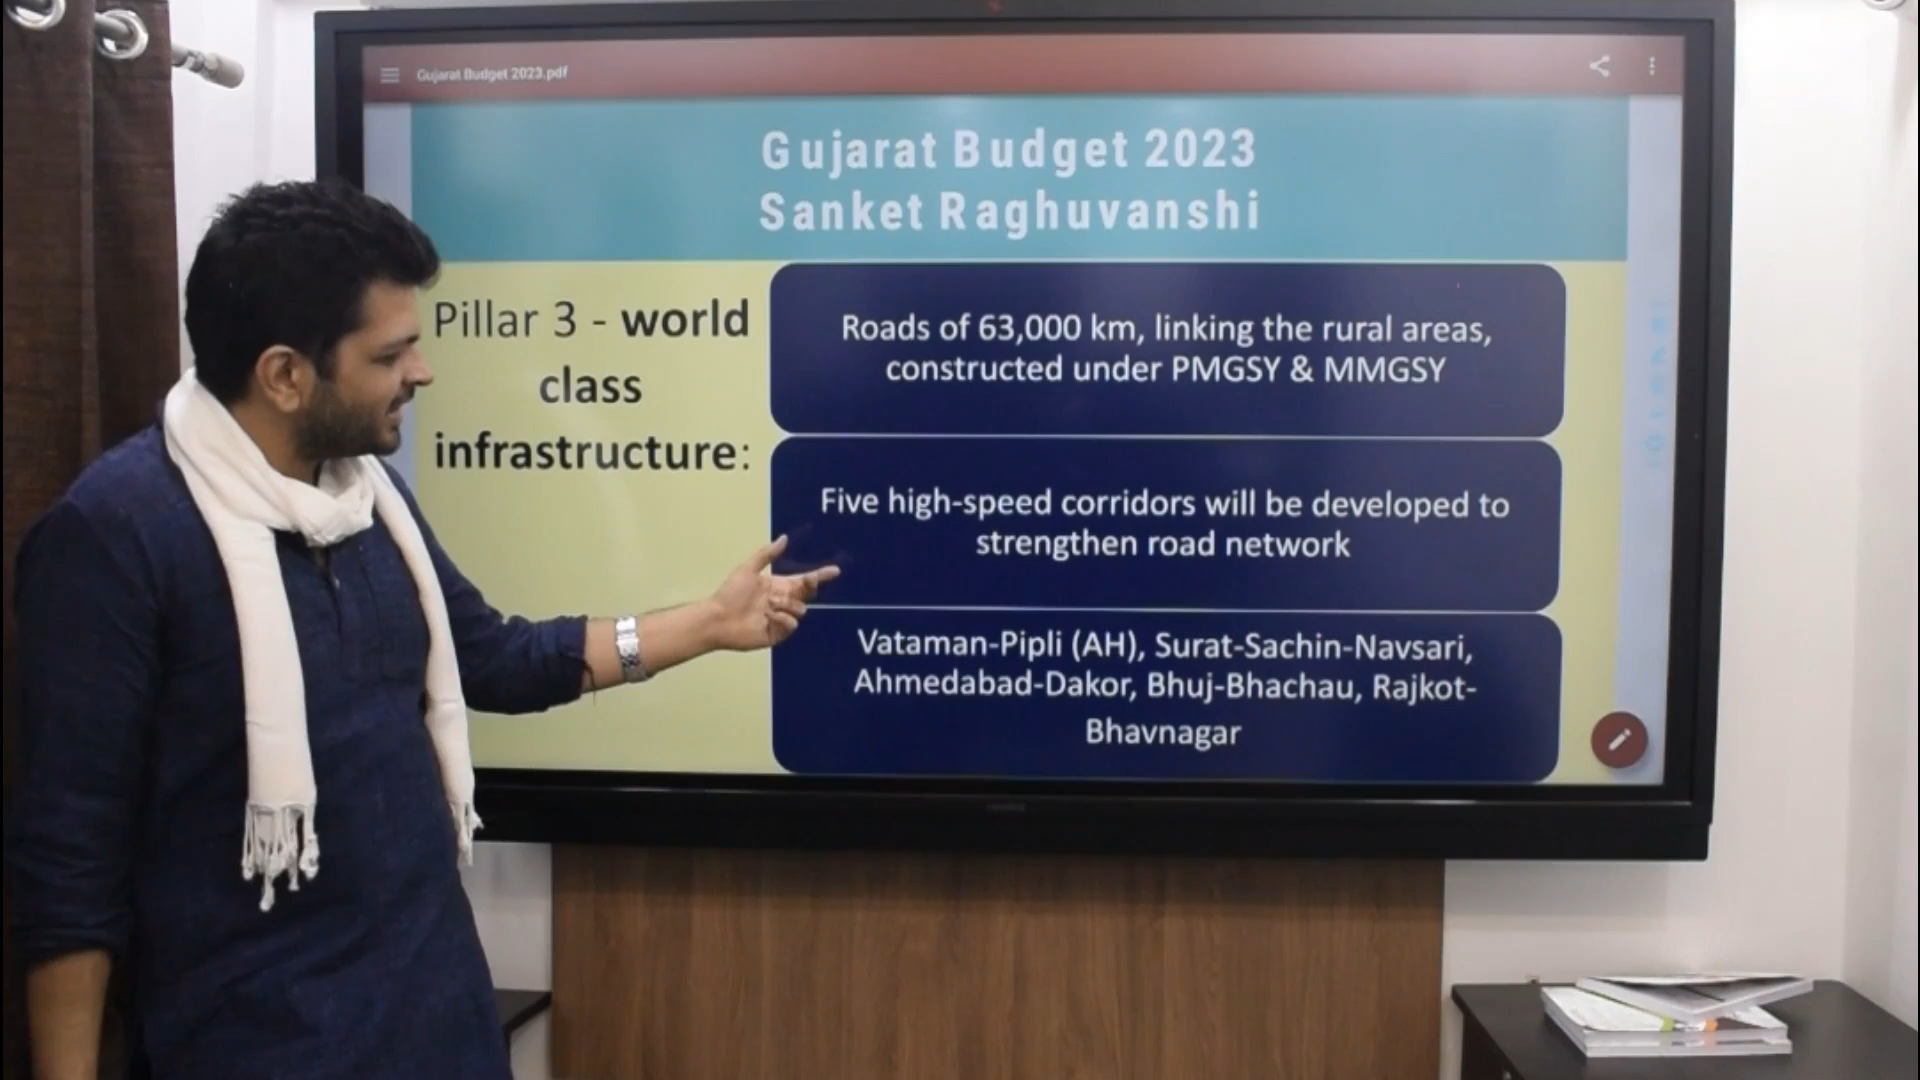 Gujarat Budget 2023.pdf
Gujarat Budget 2023
Sanket Raghuvanshi
Pillar 3 - world
class
infrastructure:
Roads of 63,000 km, linking the rural areas,
constructed under PMGSY & MMGSY
Five high-speed corridors will be developed to
strengthen road network
Vataman-Pipli (AH), Surat-Sachin-Navsari,
Ahmedabad-Dakor, Bhuj-Bhachau, Rajkot-
Bhavnagar